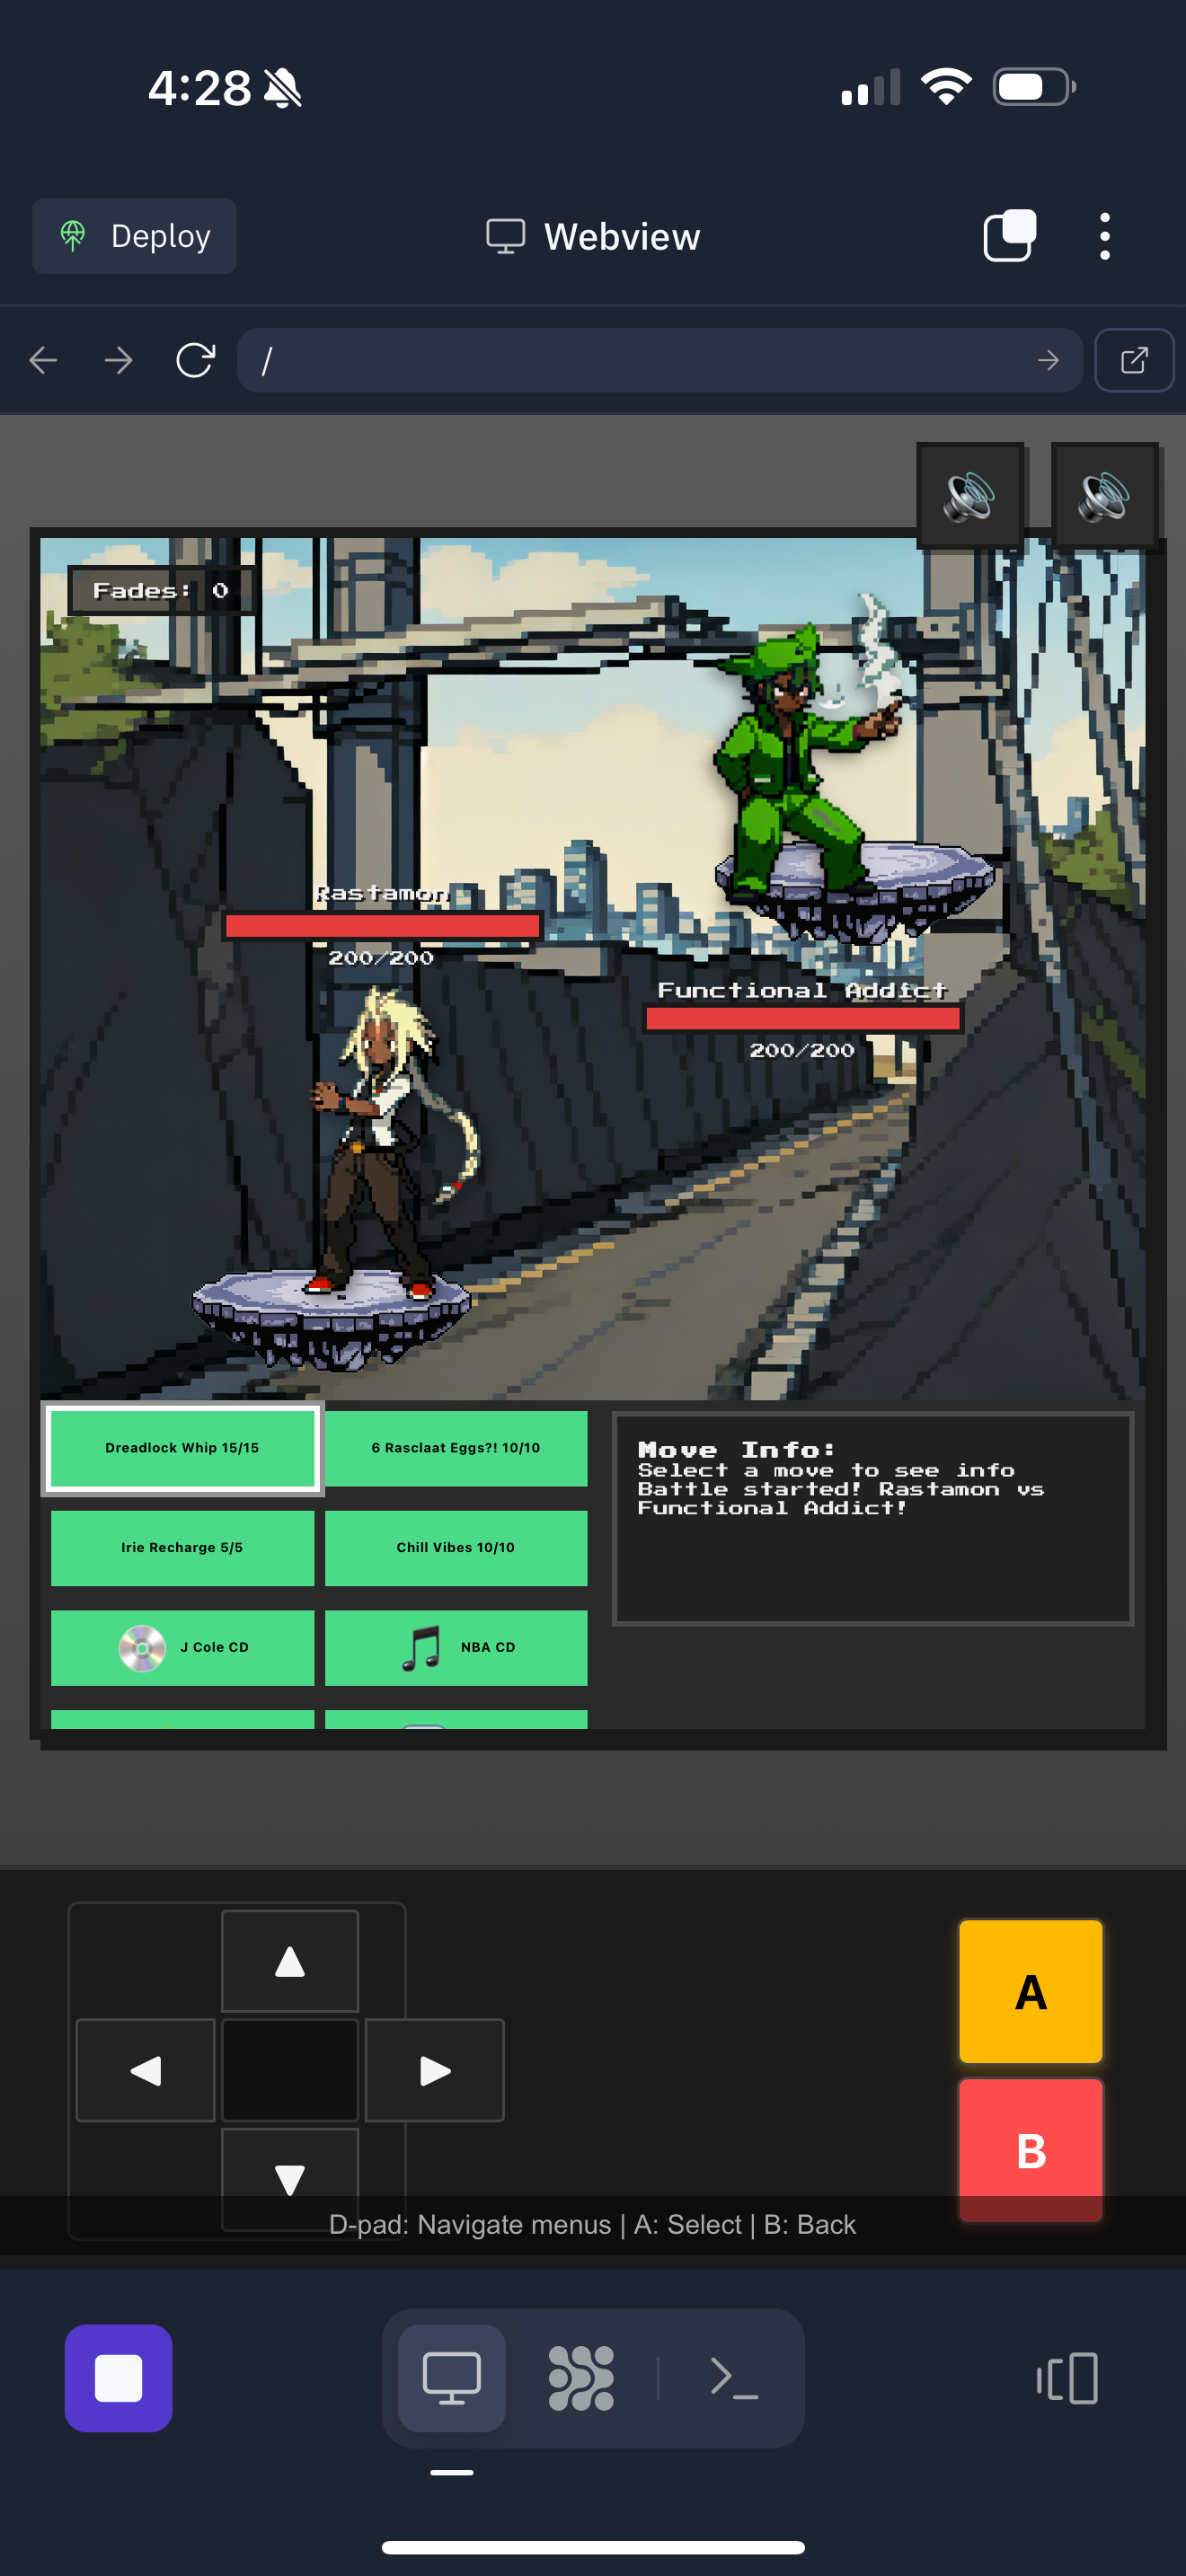 4:28
Deploy
Webview
/
Fades: 0
Rastamon
200/200
Functional Addict
200/200
Dreadlock Whip 15/15
6 Rasclaat Eggs?! 10/10
Irie Recharge 5/5
Chill Vibes 10/10
J Cole CD
NBA CD
Move Info:
Select a move to see info
Battle started! Rastamon vs
Functional Addict!
A
B
D-pad: Navigate menus | A: Select | B: Back